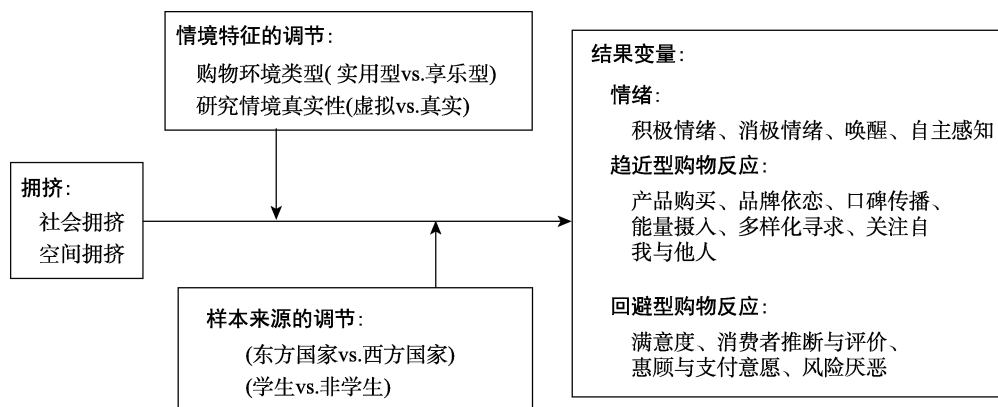 情境特征的调节：
购物环境类型( 实用型vs.享乐型)
研究情境真实性(虚拟vs.真实)
拥挤：
社会拥挤
空间拥挤
样本来源的调节：
(东方国家vs.西方国家)
(学生vs.非学生)
结果变量：
情绪：
积极情绪、消极情绪、唤醒、自主感知
趋近型购物反应：
产品购买、品牌依恋、口碑传播、
能量摄入、多样化寻求、关注自
我与他人
回避型购物反应：
满意度、消费者推断与评价、
惠顾与支付意愿、风险厌恶